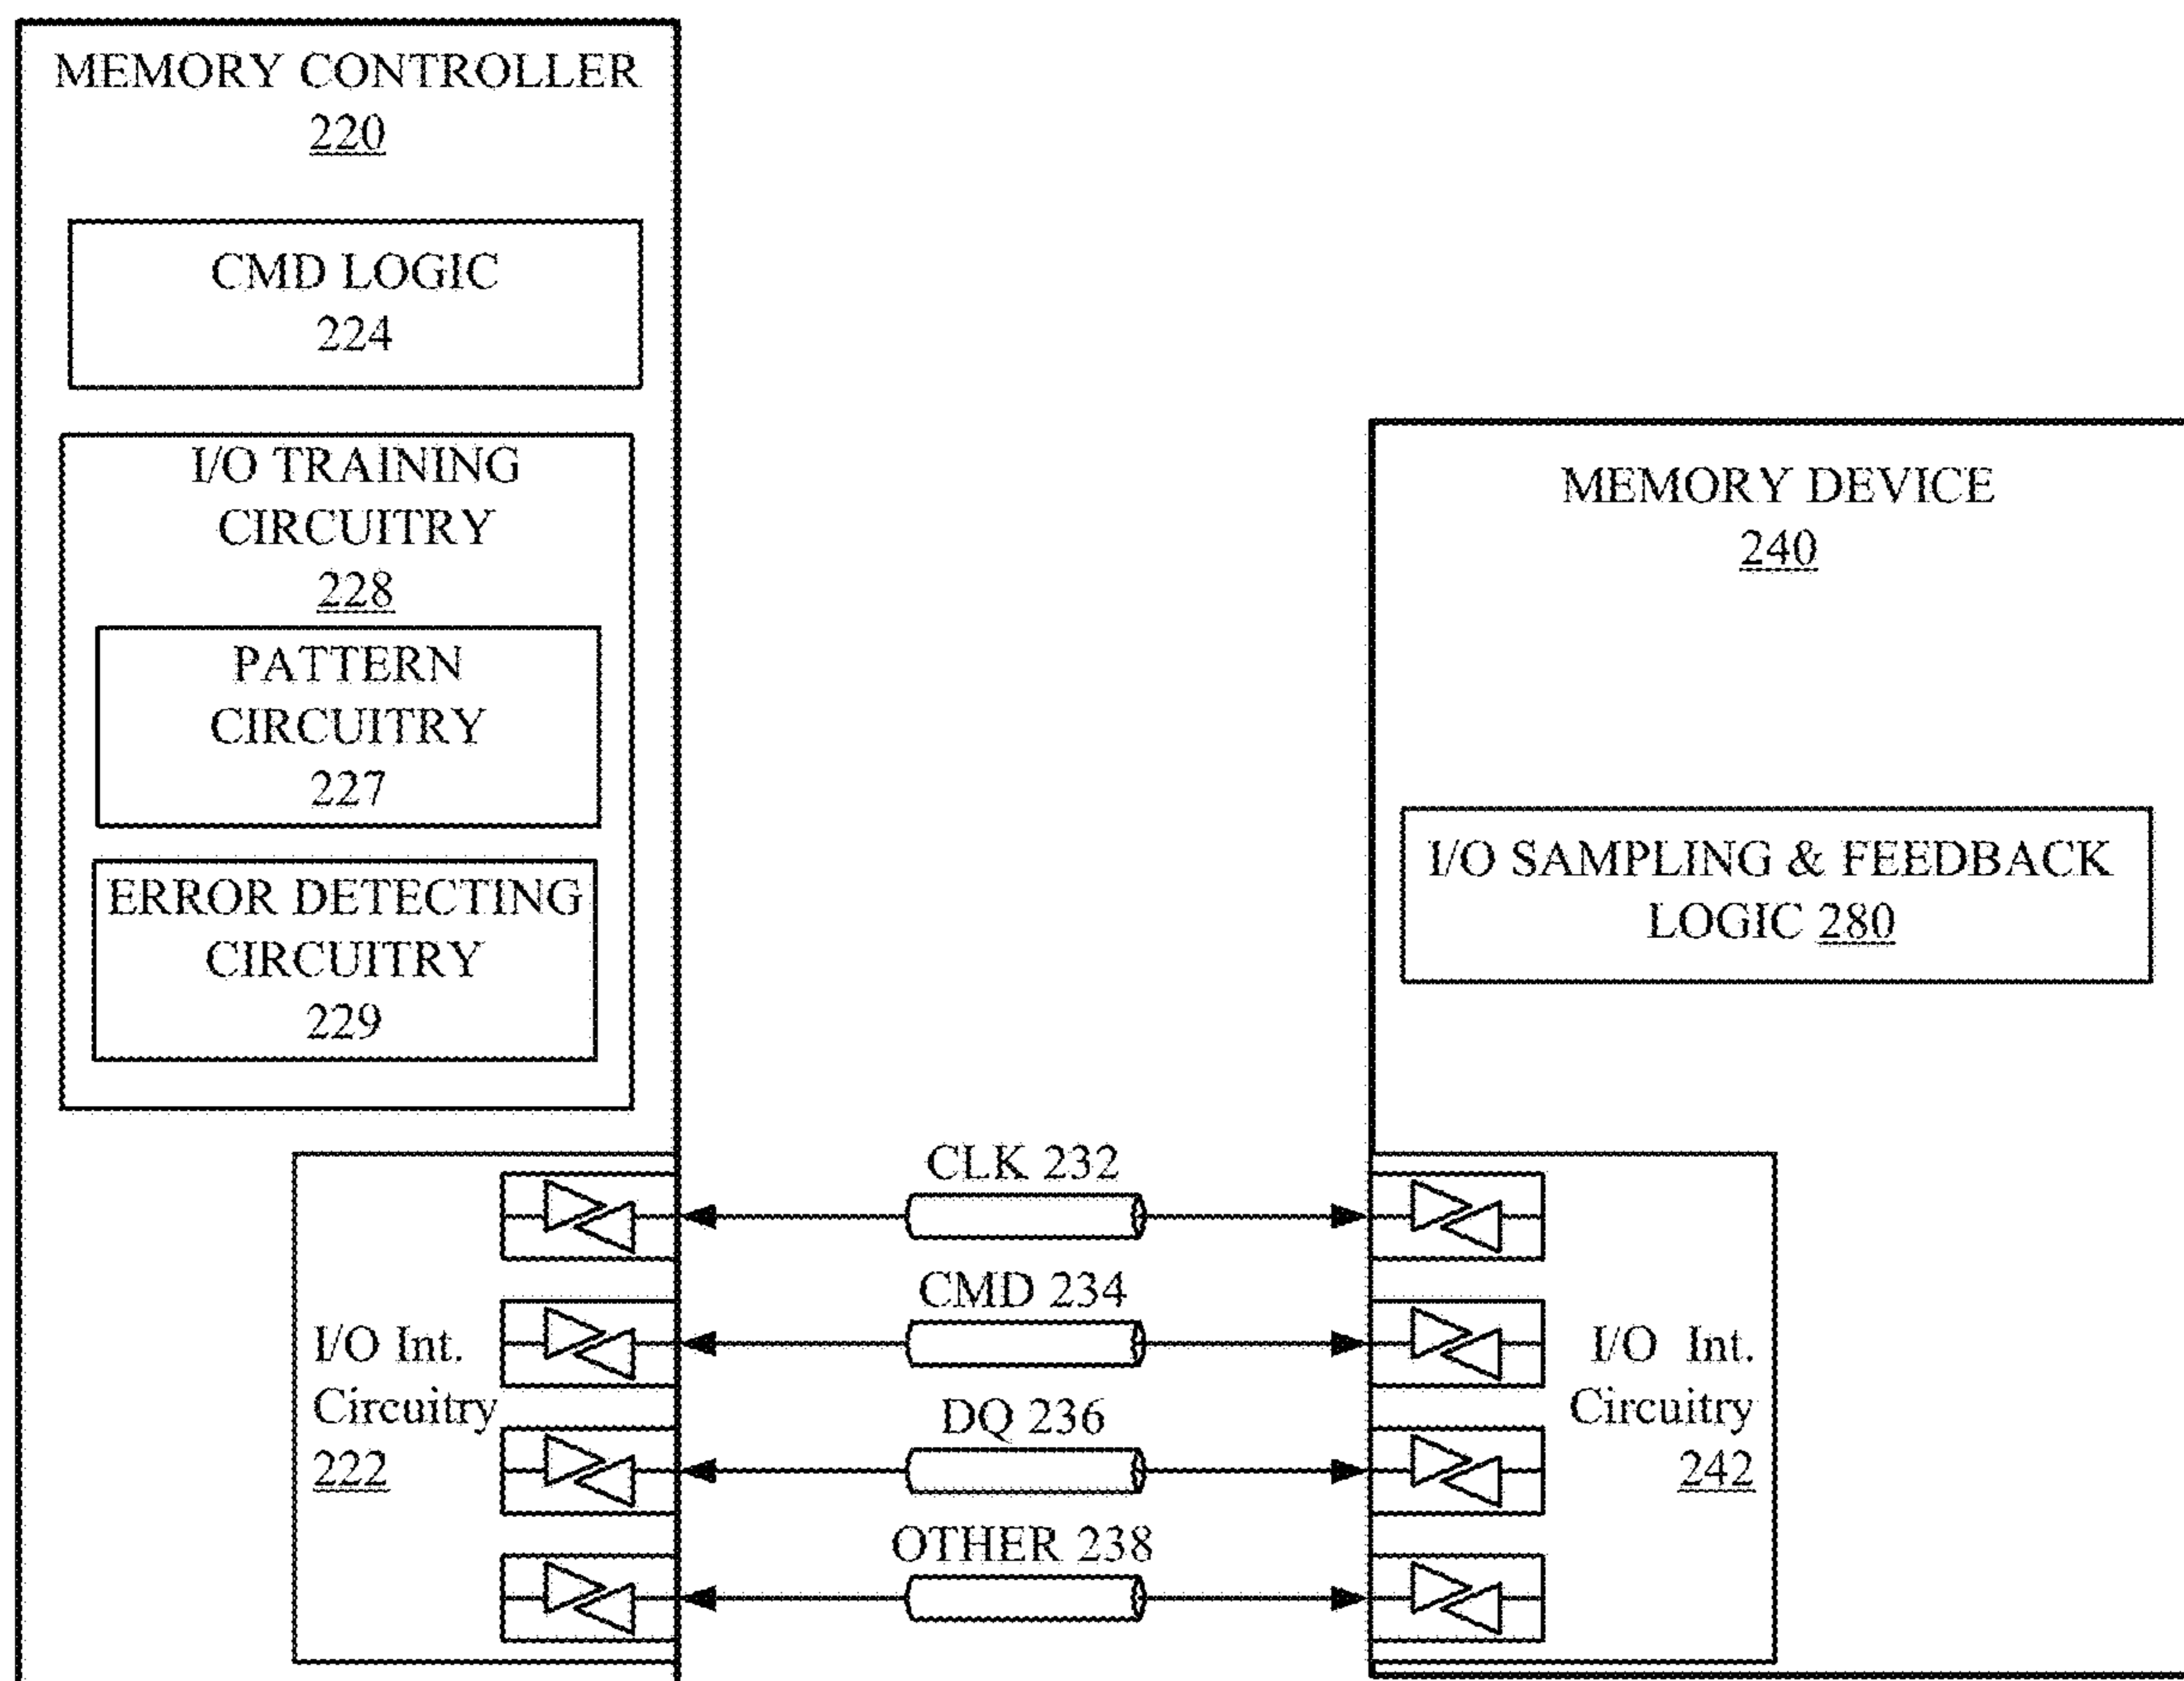 MEMORY CONTROLLER
220
CMD LOGIC
224
I/O TRAINING
CIRCUITRY
228
PATTERN
CIRCUITRY
227
ERROR DETECTING
CIRCUITRY
229
I/O Int.
Circuitry
222
CLK 232
CMD 234
DQ 236
OTHER 238
MEMORY DEVICE
240
I/O SAMPLING & FEEDBACK
LOGIC 280
I/O Int.
Circuitry
242